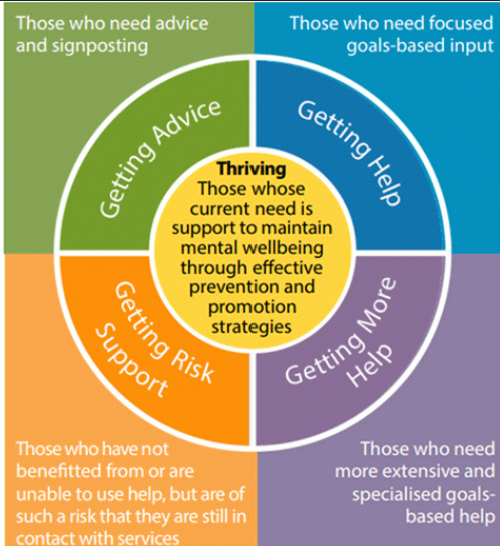 Those who need advice
and signposting
Those who need focused
goals-based input
Getting Advice
Getting Help
Thriving
Those whose
current need is
support to maintain
mental wellbeing
through effective
prevention and
promotion
strategies
Getting Risk
Support
Getting More
Help
Those who have not
benefitted from or are
unable to use help, but are of
such a risk that they are still in
contact with services
Those who need
more extensive and
specialised goals-
based help